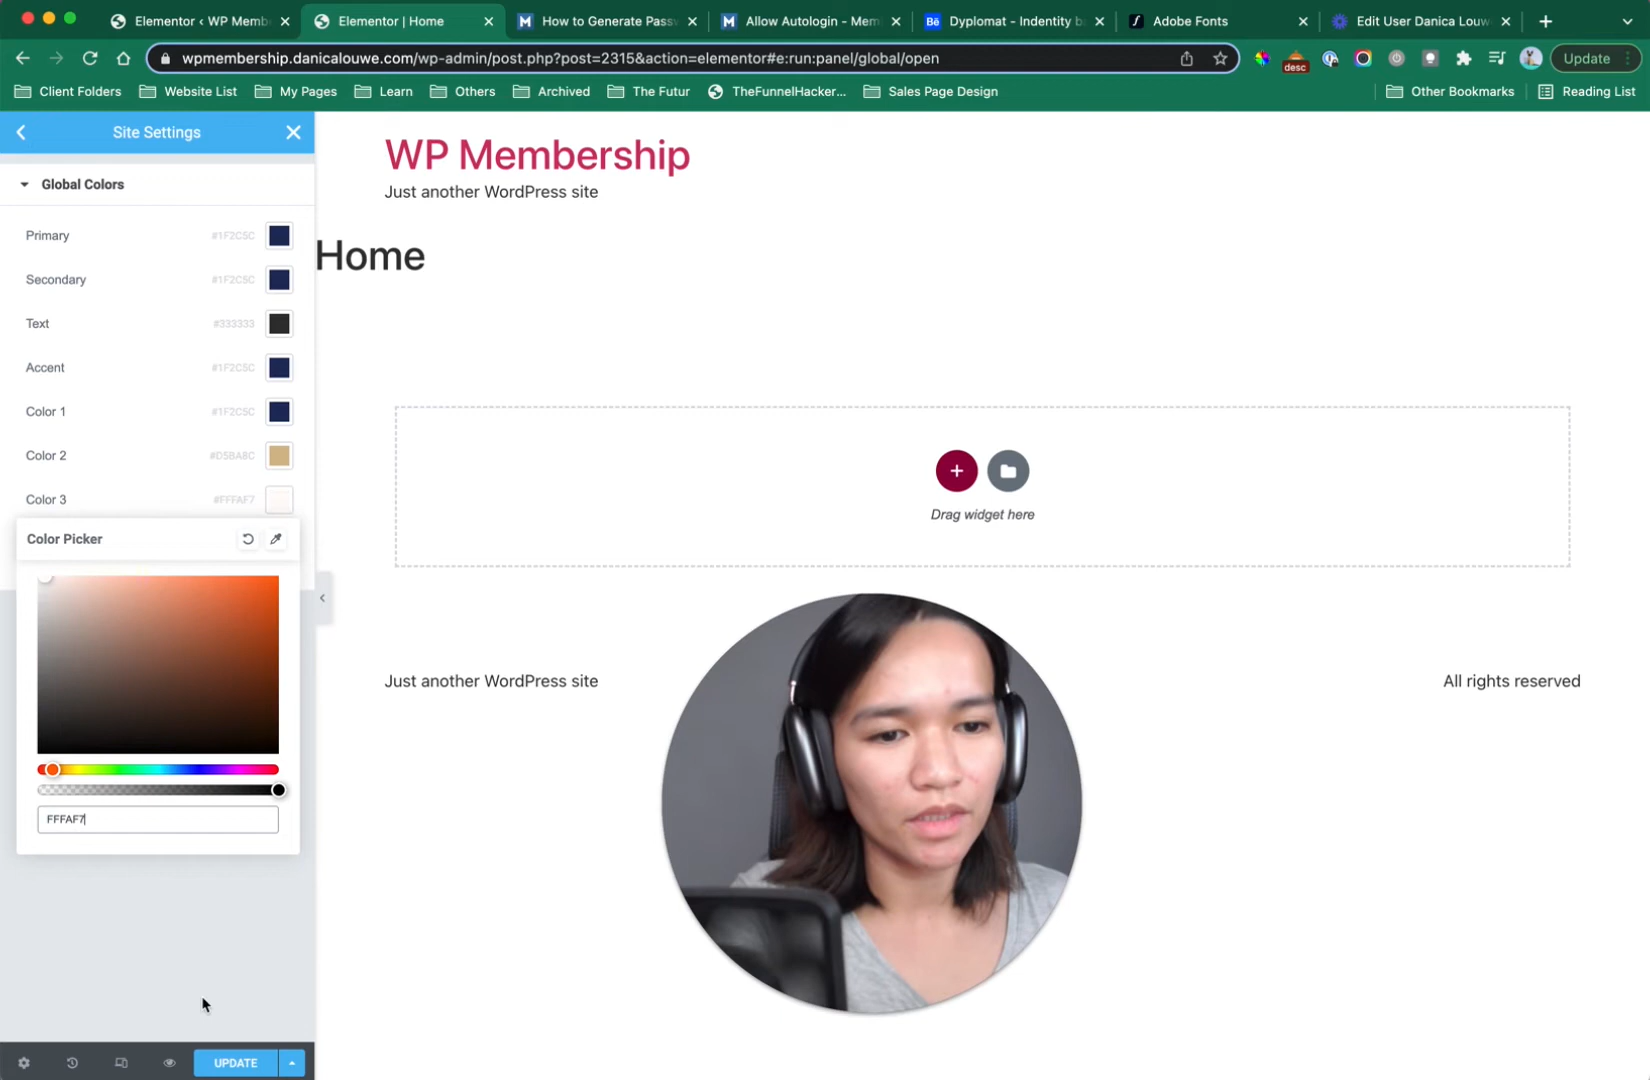 Elementor ‹ WP Memb
Elementor | Home
How to Generate Passw
Allow Autologin - Mem
Bē Dyplomat - Indentity b
Adobe Fonts
Edit User Danica Louw
wpmembership.danicalouwe.com/wp-admin/post.php?post=2315&action=elementor#e:run:panel/global/open
desc
Update
Client Folders
Website List
My Pages
Learn
Others
Archived
The Futur
TheFunnelHacker...
Sales Page Design
Other Bookmarks
Reading List
Site Settings
Global Colors
Primary #1F2C5C
Secondary #1F2C5C
Text #333333
Accent #1F2C5C
Color 1 #1F2C5C
Color 2 #D5BA8C
Color 3 #FFFAF7
Color Picker
FFFAF7
UPDATE
WP Membership
Just another WordPress site
Home
Drag widget here
Just another WordPress site
All rights reserved